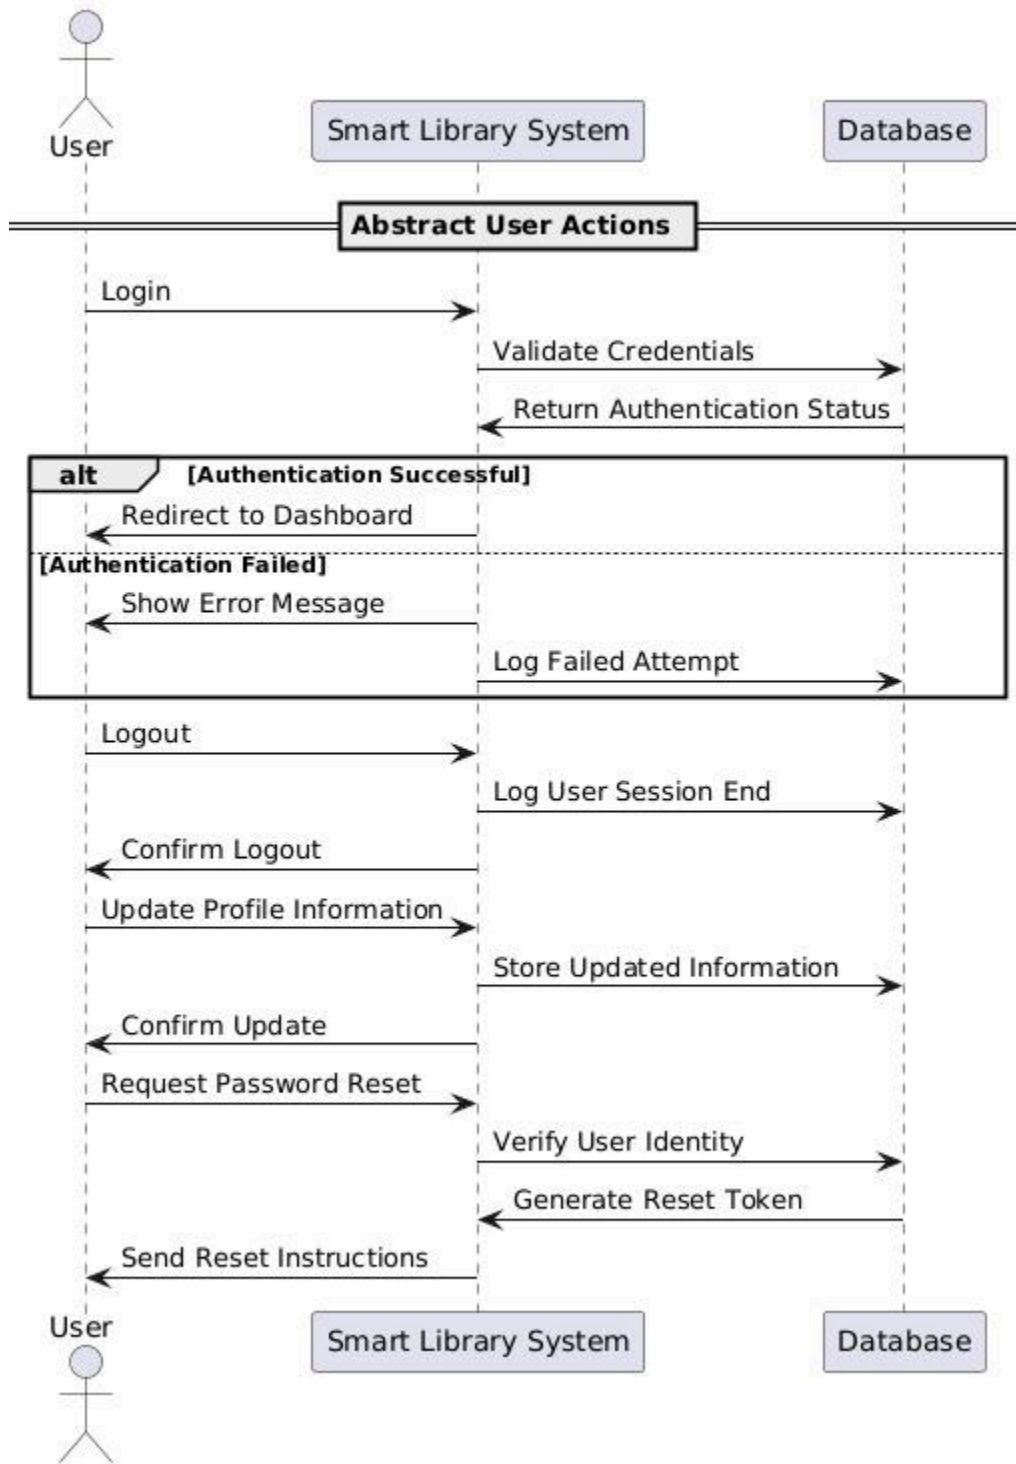 User
Smart Library System
Database
Abstract User Actions
Login
Validate Credentials
Return Authentication Status
alt
[Authentication Successful]
Redirect to Dashboard
[Authentication Failed]
Show Error Message
Log Failed Attempt
Logout
Log User Session End
Confirm Logout
Update Profile Information
Store Updated Information
Confirm Update
Request Password Reset
Verify User Identity
Generate Reset Token
Send Reset Instructions
User
Smart Library System
Database